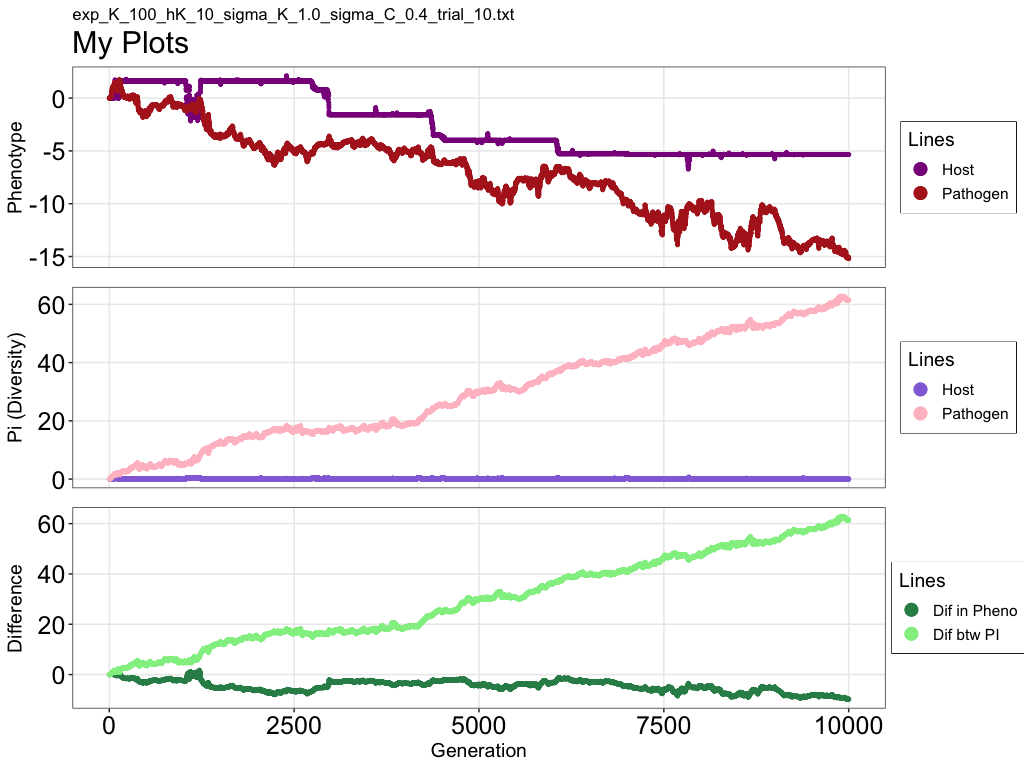 exp_K_100_hK_10_sigma_K_1.0_sigma_C_0.4_trial_10.txt
My Plots
Phenotype
0
-5
-10
-15
Lines
Host
Pathogen
Pi (Diversity)
60
40
20
0
Lines
Host
Pathogen
Difference
60
40
20
0
Lines
Dif in Pheno
Dif btw PI
0 2500 5000 7500 10000
Generation